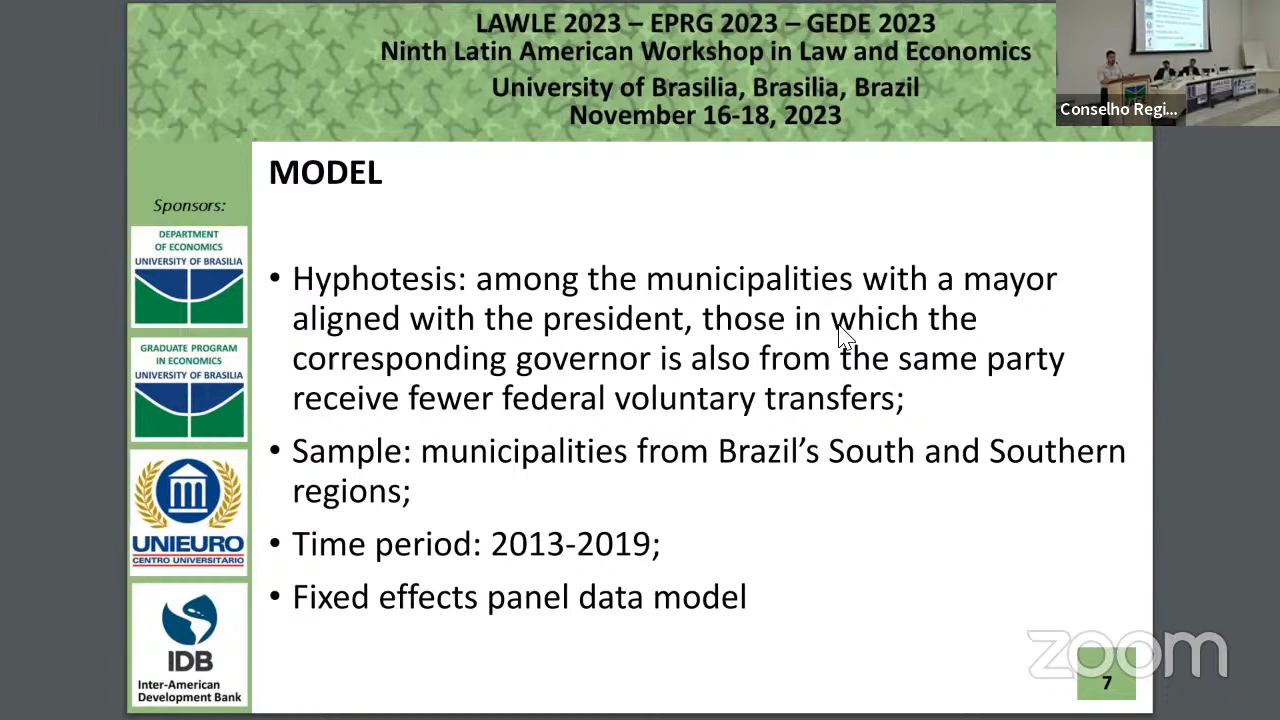 LAWLE 2023 – EPRG 2023 – GEDE 2023
Ninth Latin American Workshop in Law and Economics
University of Brasilia, Brasilia, Brazil
November 16-18, 2023
Conselho Regi...
Sponsors:
DEPARTMENT
OF ECONOMICS
UNIVERSITY OF BRASILIA
GRADUATE PROGRAM
IN ECONOMICS
UNIVERSITY OF BRASILIA
UNIEURO
CENTRO UNIVERSITARIO
IDB
Inter-American
Development Bank
MODEL
• Hyphotesis: among the municipalities with a mayor
aligned with the president, those in which the
corresponding governor is also from the same party
receive fewer federal voluntary transfers;
• Sample: municipalities from Brazil's South and Southern
regions;
• Time period: 2013-2019;
• Fixed effects panel data model
zoom
7